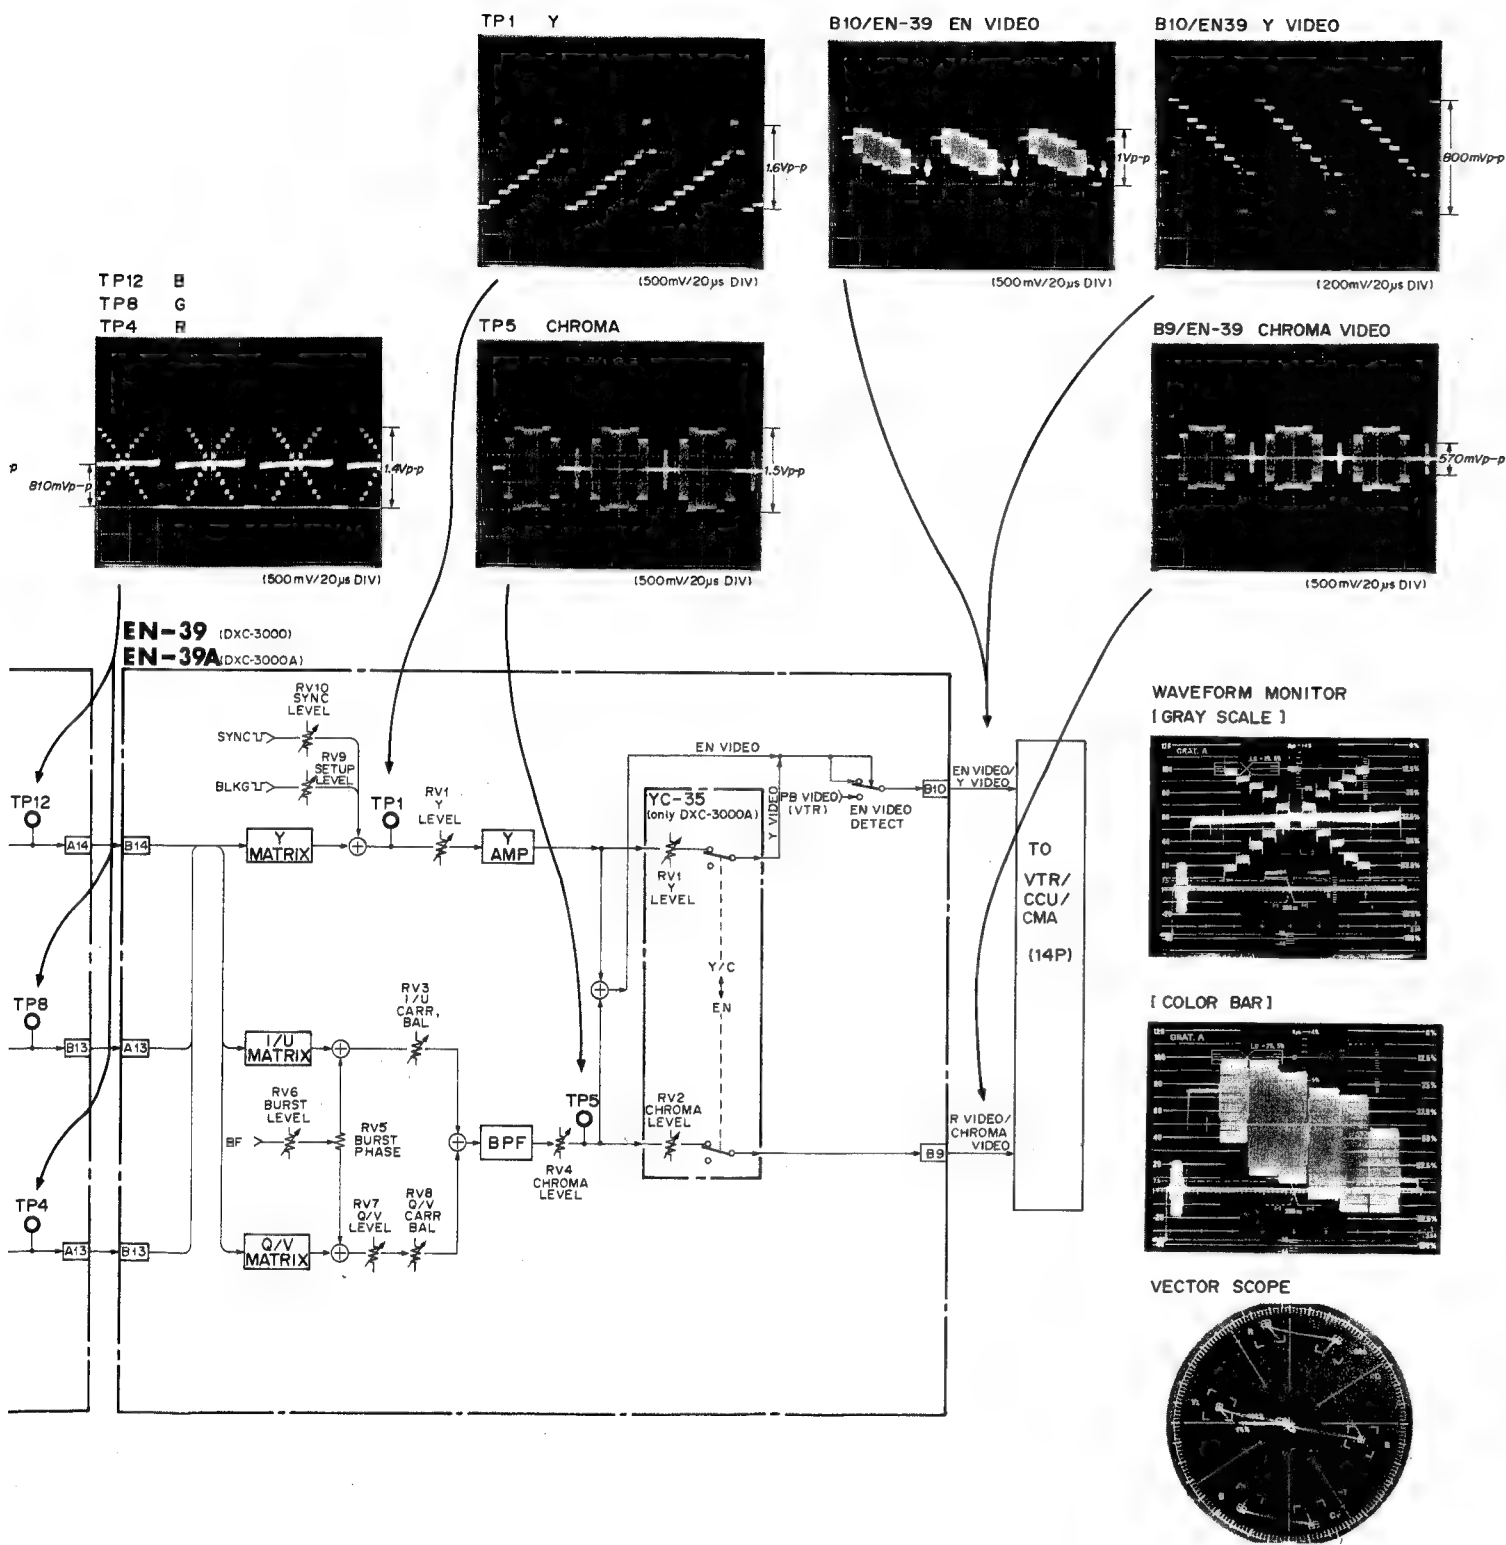 TP1 Y
1.6Vp-p
(500mV/20μs DIV)
B10/EN-39 EN VIDEO
1Vp-p
(500mV/20μs DIV)
B10/EN39 Y VIDEO
800mVp-p
(200mV/20μs DIV)
TP12 B
TP8 G
TP4 R
810mVp-p
1.4Vp-p
(500mV/20μs DIV)
TP5 CHROMA
1.5Vp-p
(500mV/20μs DIV)
B9/EN-39 CHROMA VIDEO
570mVp-p
(500mV/20μs DIV)
EN-39 (DXC-3000)
EN-39A (DXC-3000A)
RV10
SYNC
LEVEL
SYNC
RV9
SETUP
LEVEL
BLKG
TP12
A14
B14
Y
MATRIX
TP1
RV1
Y
LEVEL
Y
AMP
EN VIDEO
YC-35
(only DXC-3000A)
RV1
Y
LEVEL
Y VIDEO
(PB VIDEO)
(VTR)
EN VIDEO
DETECT
B10
EN VIDEO/
Y VIDEO
TO
VTR/
CCU/
CMA
(14P)
Y/C
EN
TP8
B13
A13
I/U
MATRIX
RV3
I/U
CARR,
BAL
RV6
BURST
LEVEL
BF
RV5
BURST
PHASE
BPF
RV4
CHROMA
LEVEL
TP5
RV2
CHROMA
LEVEL
B9
R VIDEO/
CHROMA
VIDEO
TP4
A13
B13
Q/V
MATRIX
RV7
Q/V
LEVEL
RV8
Q/V
CARR
BAL
WAVEFORM MONITOR
[GRAY SCALE]
GRAT. A
[COLOR BAR]
GRAT. A
VECTOR SCOPE